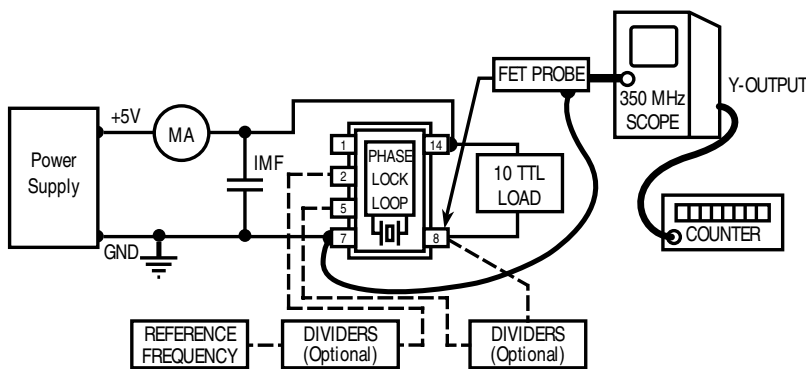 +5V
MA
Power
Supply
IMF
GND
1
2
5
7
14
8
PHASE
LOCK
LOOP
10 TTL
LOAD
FET PROBE
350 MHz
SCOPE
Y-OUTPUT
COUNTER
REFERENCE
FREQUENCY
DIVIDERS
(Optional)
DIVIDERS
(Optional)